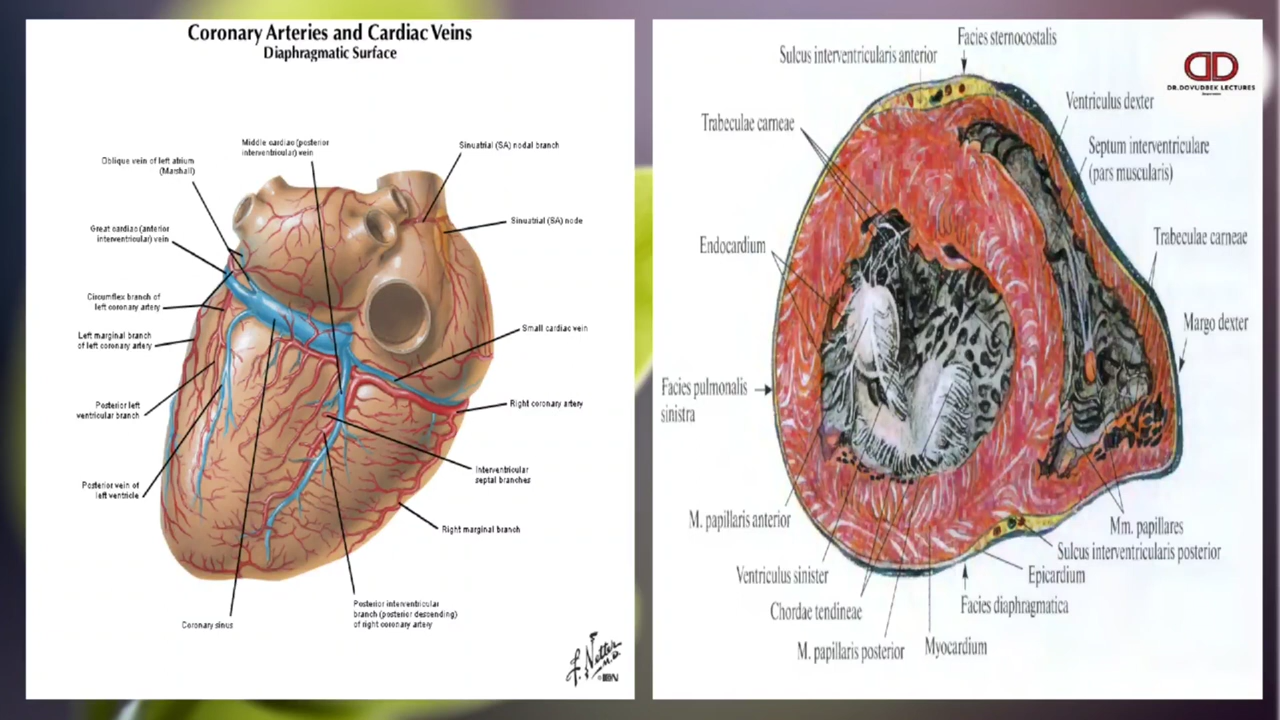 Coronary Arteries and Cardiac Veins
Diaphragmatic Surface
Middle cardiac (posterior
interventricular) vein
Oblique vein of left atrium
(Marshall)
Great cardiac (anterior
interventricular) vein
Circumflex branch of
left coronary artery
Left marginal branch
of left coronary artery
Posterior left
ventricular branch
Posterior vein of
left ventricle
Coronary sinus
Sinuatrial (SA) nodal branch
Sinuatrial (SA) node
Small cardiac vein
Right coronary artery
Interventricular
septal branches
Right marginal branch
Posterior interventricular
branch (posterior descending)
of right coronary artery
F. Netter
M.D.
Facies sternocostalis
Sulcus interventricularis anterior
DR.DOVUDBEK LECTURES
Ventriculus dexter
Trabeculae carneae
Septum interventriculare
(pars muscularis)
Endocardium
Trabeculae carneae
Margo dexter
Facies pulmonalis
sinistra
M. papillaris anterior
Mm. papillares
Sulcus interventricularis posterior
Ventriculus sinister
Epicardium
Chordae tendineae
Facies diaphragmatica
M. papillaris posterior
Myocardium